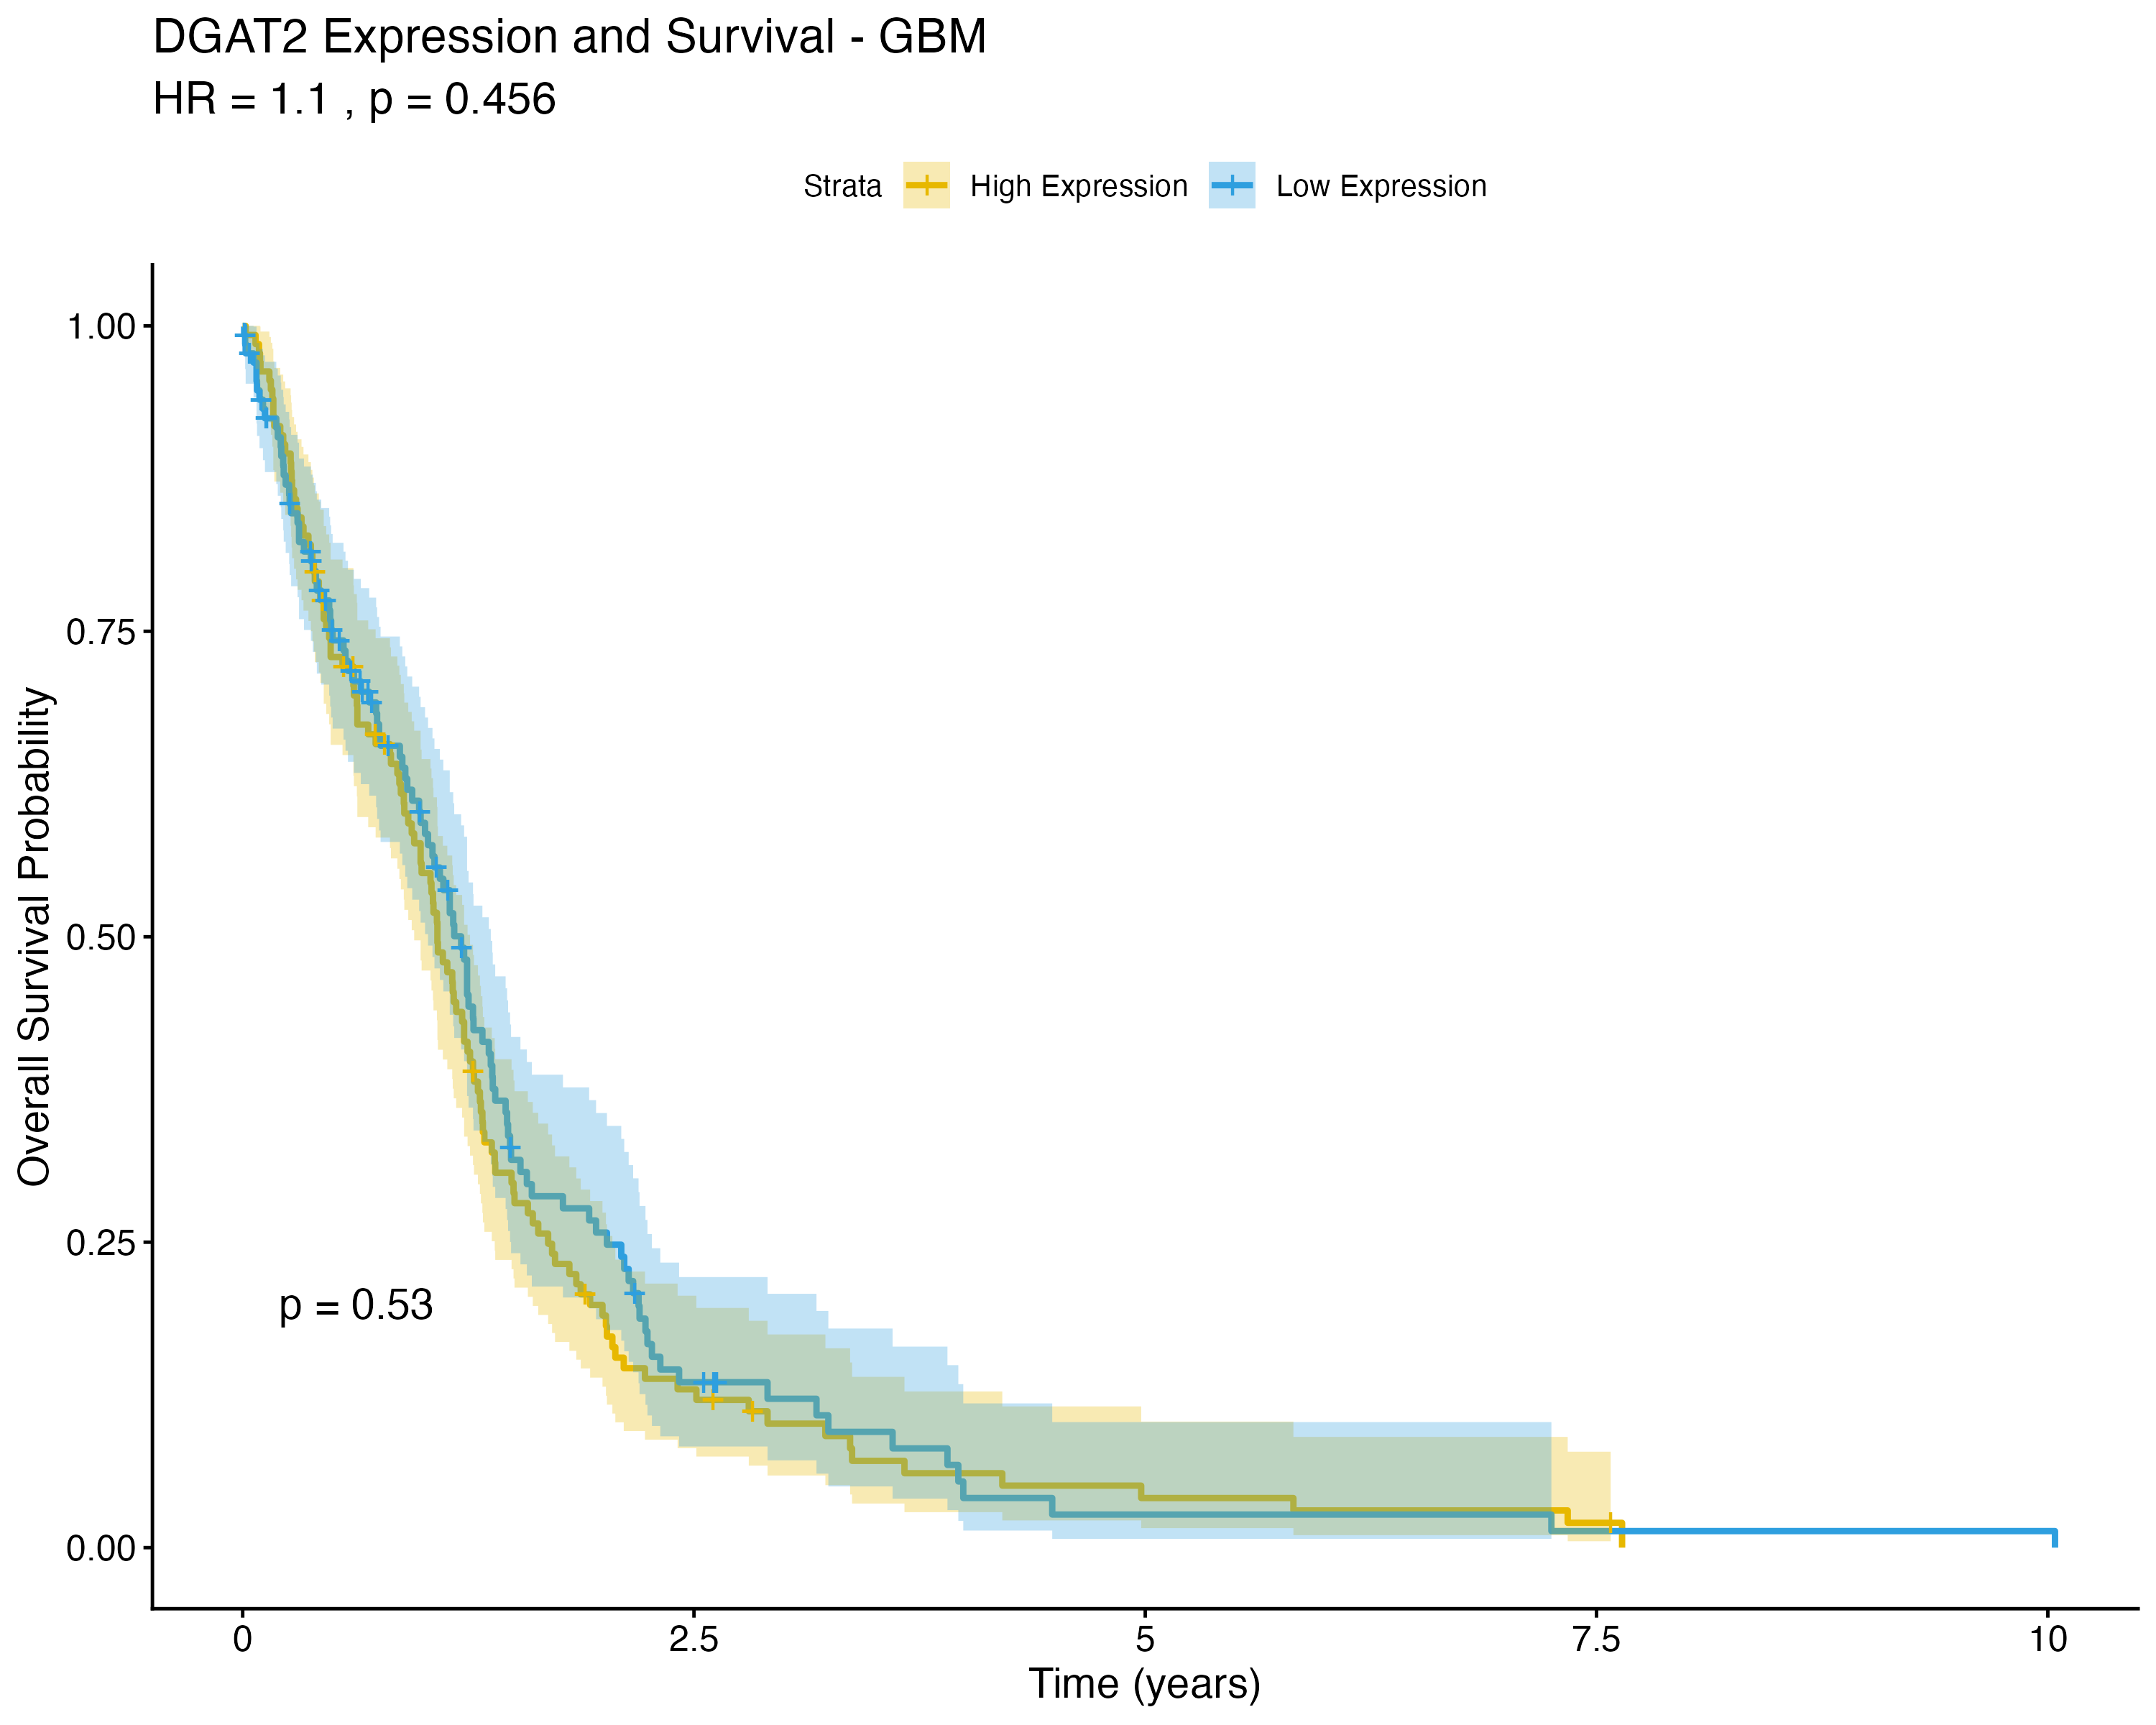 DGAT2 Expression and Survival - GBM
HR = 1.1 , p = 0.456
Strata High Expression Low Expression
Overall Survival Probability
1.00
0.75
0.50
0.25
0.00
p = 0.53
0 2.5 5 7.5 10
Time (years)